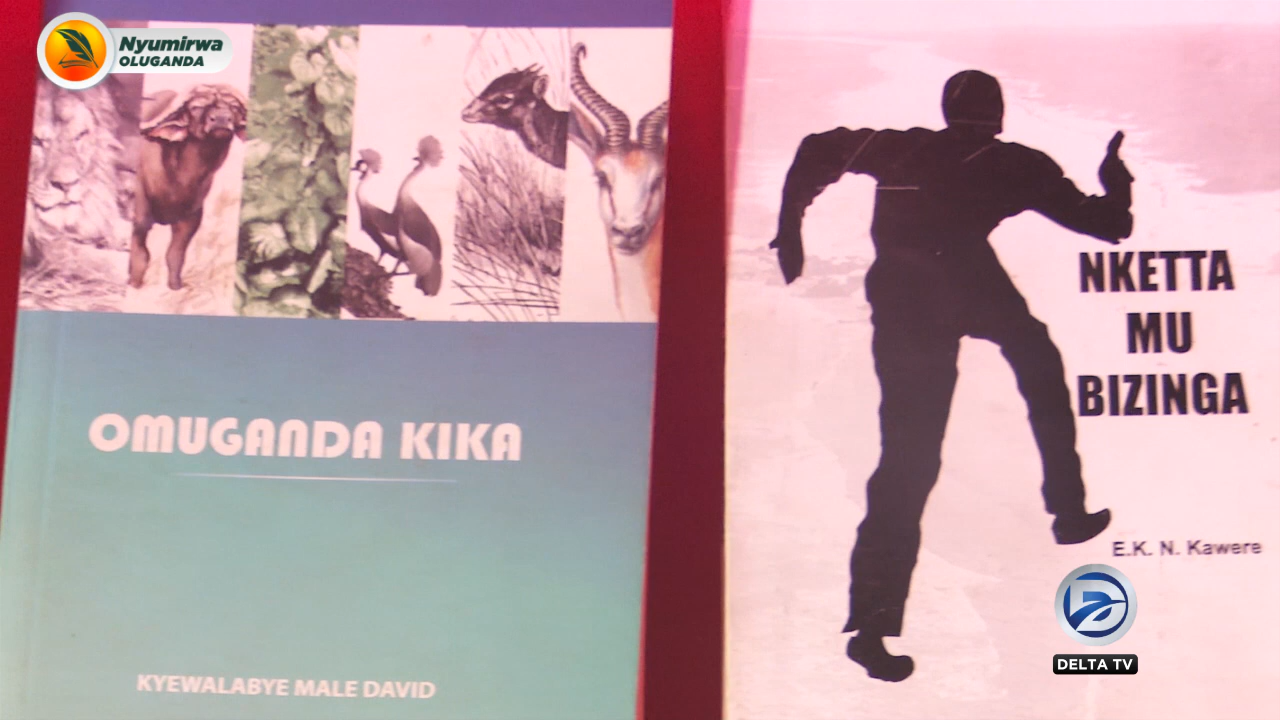 Nyumirwa
OLUGANDA
OMUGANDA KIKA
KYEWALABYE MALE DAVID
NKETTA
MU
BIZINGA
E.K. N. Kawere
DELTA TV